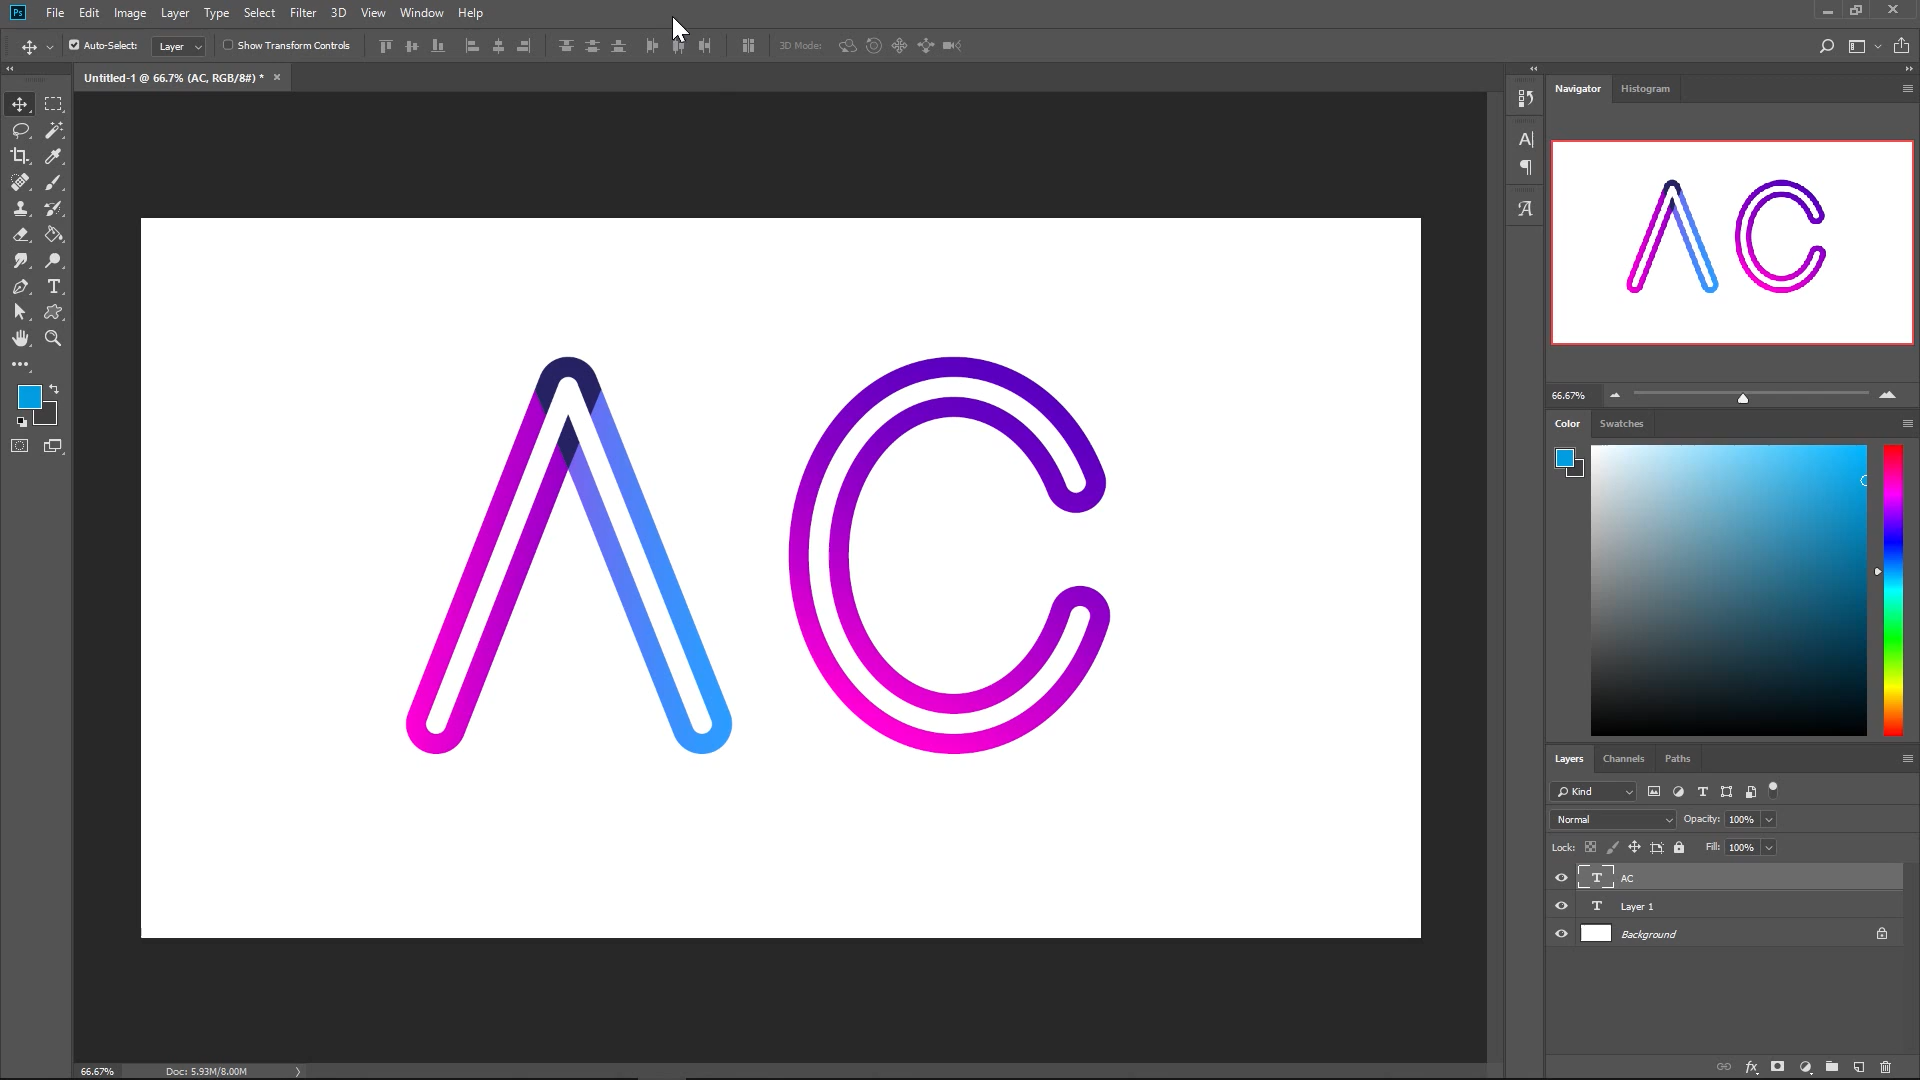 Ps File Edit Image Layer Type Select Filter 3D View Window Help
Auto-Select: Layer Show Transform Controls 3D Mode:
Untitled-1 @ 66.7% (AC, RGB/8#) * ×
Navigator Histogram
AC
AC
66.67%
Color Swatches
Layers Channels Paths
Kind
Normal Opacity: 100%
Lock: Fill: 100%
AC
Layer 1
Background
66.67% Doc: 5.93M/8.00M